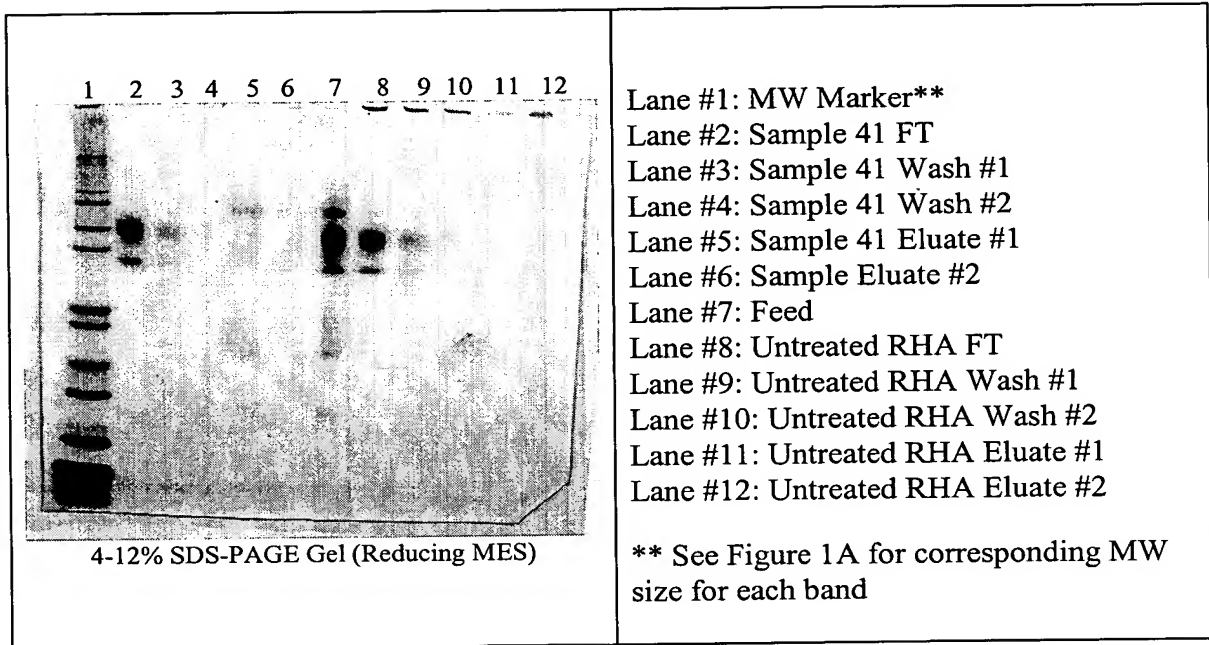 1 2 3 4 5 6 7 8 9 10 11 12
4-12% SDS-PAGE Gel (Reducing MES)
Lane #1: MW Marker**
Lane #2: Sample 41 FT
Lane #3: Sample 41 Wash #1
Lane #4: Sample 41 Wash #2
Lane #5: Sample 41 Eluate #1
Lane #6: Sample Eluate #2
Lane #7: Feed
Lane #8: Untreated RHA FT
Lane #9: Untreated RHA Wash #1
Lane #10: Untreated RHA Wash #2
Lane #11: Untreated RHA Eluate #1
Lane #12: Untreated RHA Eluate #2
** See Figure 1A for corresponding MW
size for each band